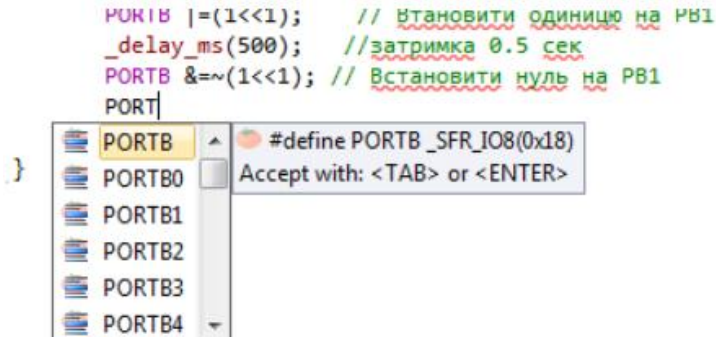 PORTB |=(1<<1); // Втановити одиницю на PB1
_delay_ms(500); //затримка 0.5 сек
PORTB &=~(1<<1); // Встановити нуль на PB1
PORT
PORTB
#define PORTB _SFR_IO8(0x18)
}
PORTB0
Accept with: <TAB> or <ENTER>
PORTB1
PORTB2
PORTB3
PORTB4